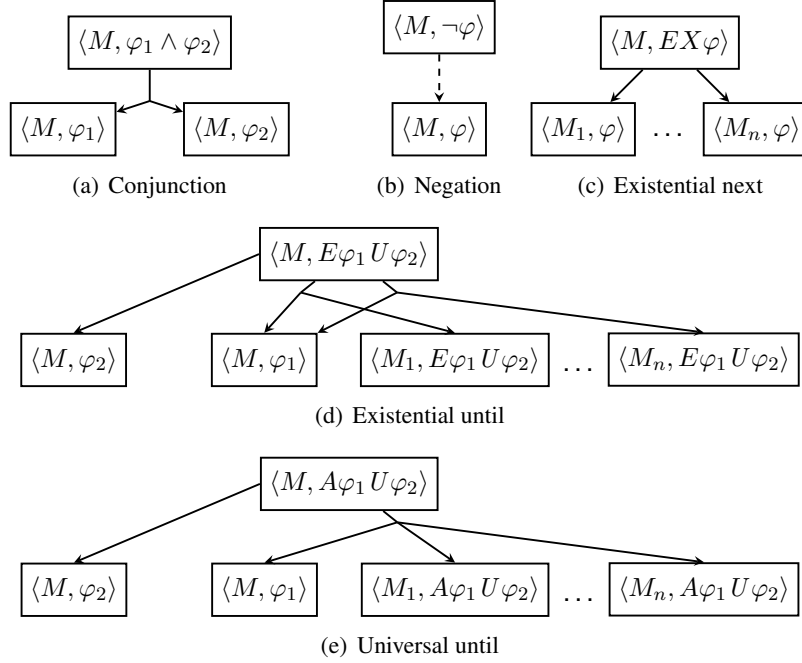 ⟨M, φ₁ ∧ φ₂⟩ ⟨M, ¬φ⟩ ⟨M, EXφ⟩
⟨M, φ₁⟩ ⟨M, φ₂⟩ ⟨M, φ⟩ ⟨M₁, φ⟩ ... ⟨Mₙ, φ⟩
(a) Conjunction (b) Negation (c) Existential next
⟨M, Eφ₁ U φ₂⟩
⟨M, φ₂⟩ ⟨M, φ₁⟩ ⟨M₁, Eφ₁ U φ₂⟩ ... ⟨Mₙ, Eφ₁ U φ₂⟩
(d) Existential until
⟨M, Aφ₁ U φ₂⟩
⟨M, φ₂⟩ ⟨M, φ₁⟩ ⟨M₁, Aφ₁ U φ₂⟩ ... ⟨Mₙ, Aφ₁ U φ₂⟩
(e) Universal until